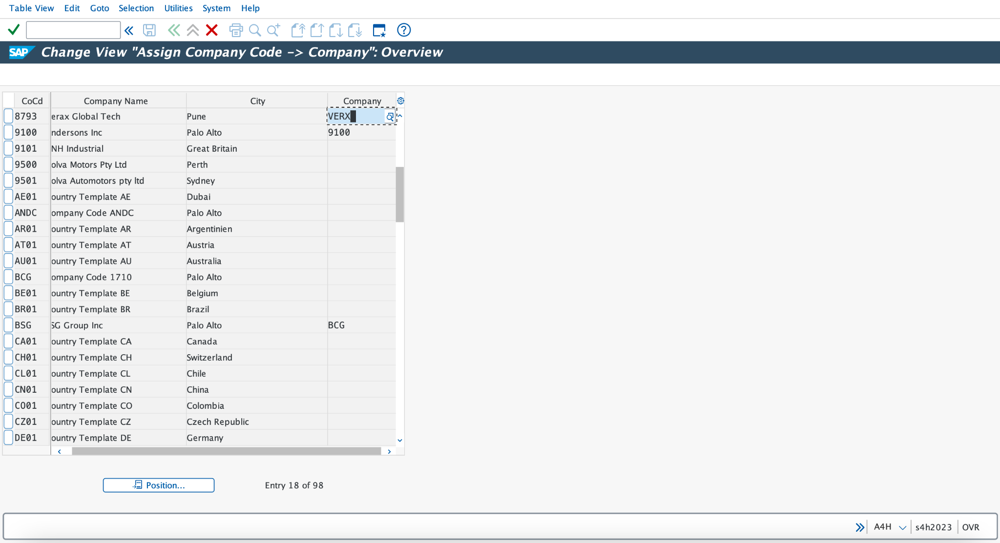 Table View Edit Goto Selection Utilities System Help
SAP Change View "Assign Company Code -> Company": Overview
CoCd Company Name City Company
8793 erax Global Tech Pune VERX
9100 ndersons Inc Palo Alto 9100
9101 NH Industrial Great Britain
9500 olva Motors Pty Ltd Perth
9501 olva Automotors pty ltd Sydney
AE01 ountry Template AE Dubai
ANDC ompany Code ANDC Palo Alto
AR01 ountry Template AR Argentinien
AT01 ountry Template AT Austria
AU01 ountry Template AU Australia
BCG ompany Code 1710 Palo Alto
BE01 ountry Template BE Belgium
BR01 ountry Template BR Brazil
BSG SG Group Inc Palo Alto BCG
CA01 ountry Template CA Canada
CH01 ountry Template CH Switzerland
CL01 ountry Template CL Chile
CN01 ountry Template CN China
CO01 ountry Template CO Colombia
CZ01 ountry Template CZ Czech Republic
DE01 ountry Template DE Germany
Position... Entry 18 of 98
A4H s4h2023 OVR